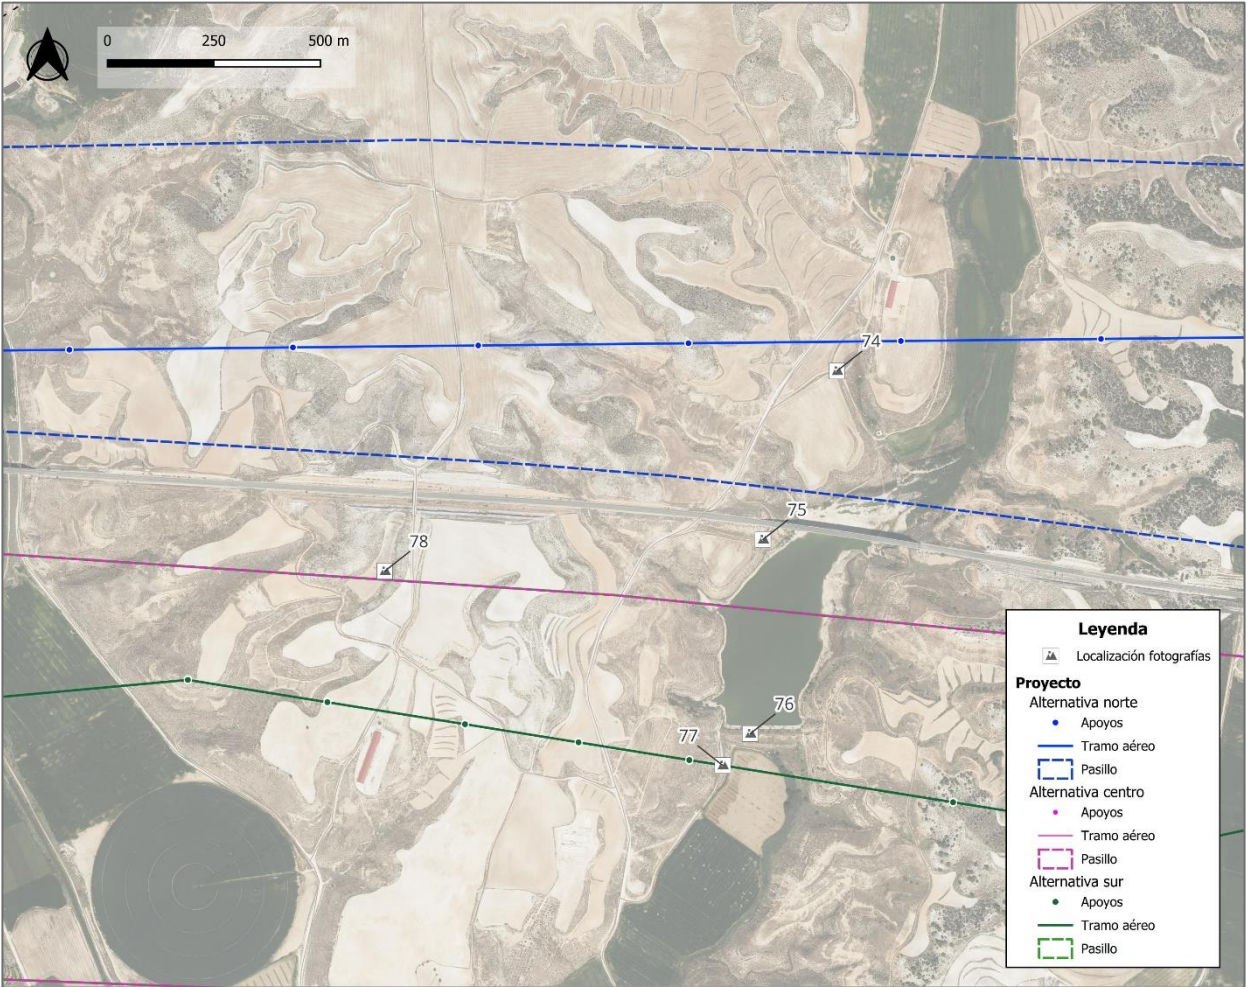 0 250 500 m
74
75
78
76
77
Leyenda
Localización fotografías
Proyecto
Alternativa norte
Apoyos
Tramo aéreo
Pasillo
Alternativa centro
Apoyos
Tramo aéreo
Pasillo
Alternativa sur
Apoyos
Tramo aéreo
Pasillo